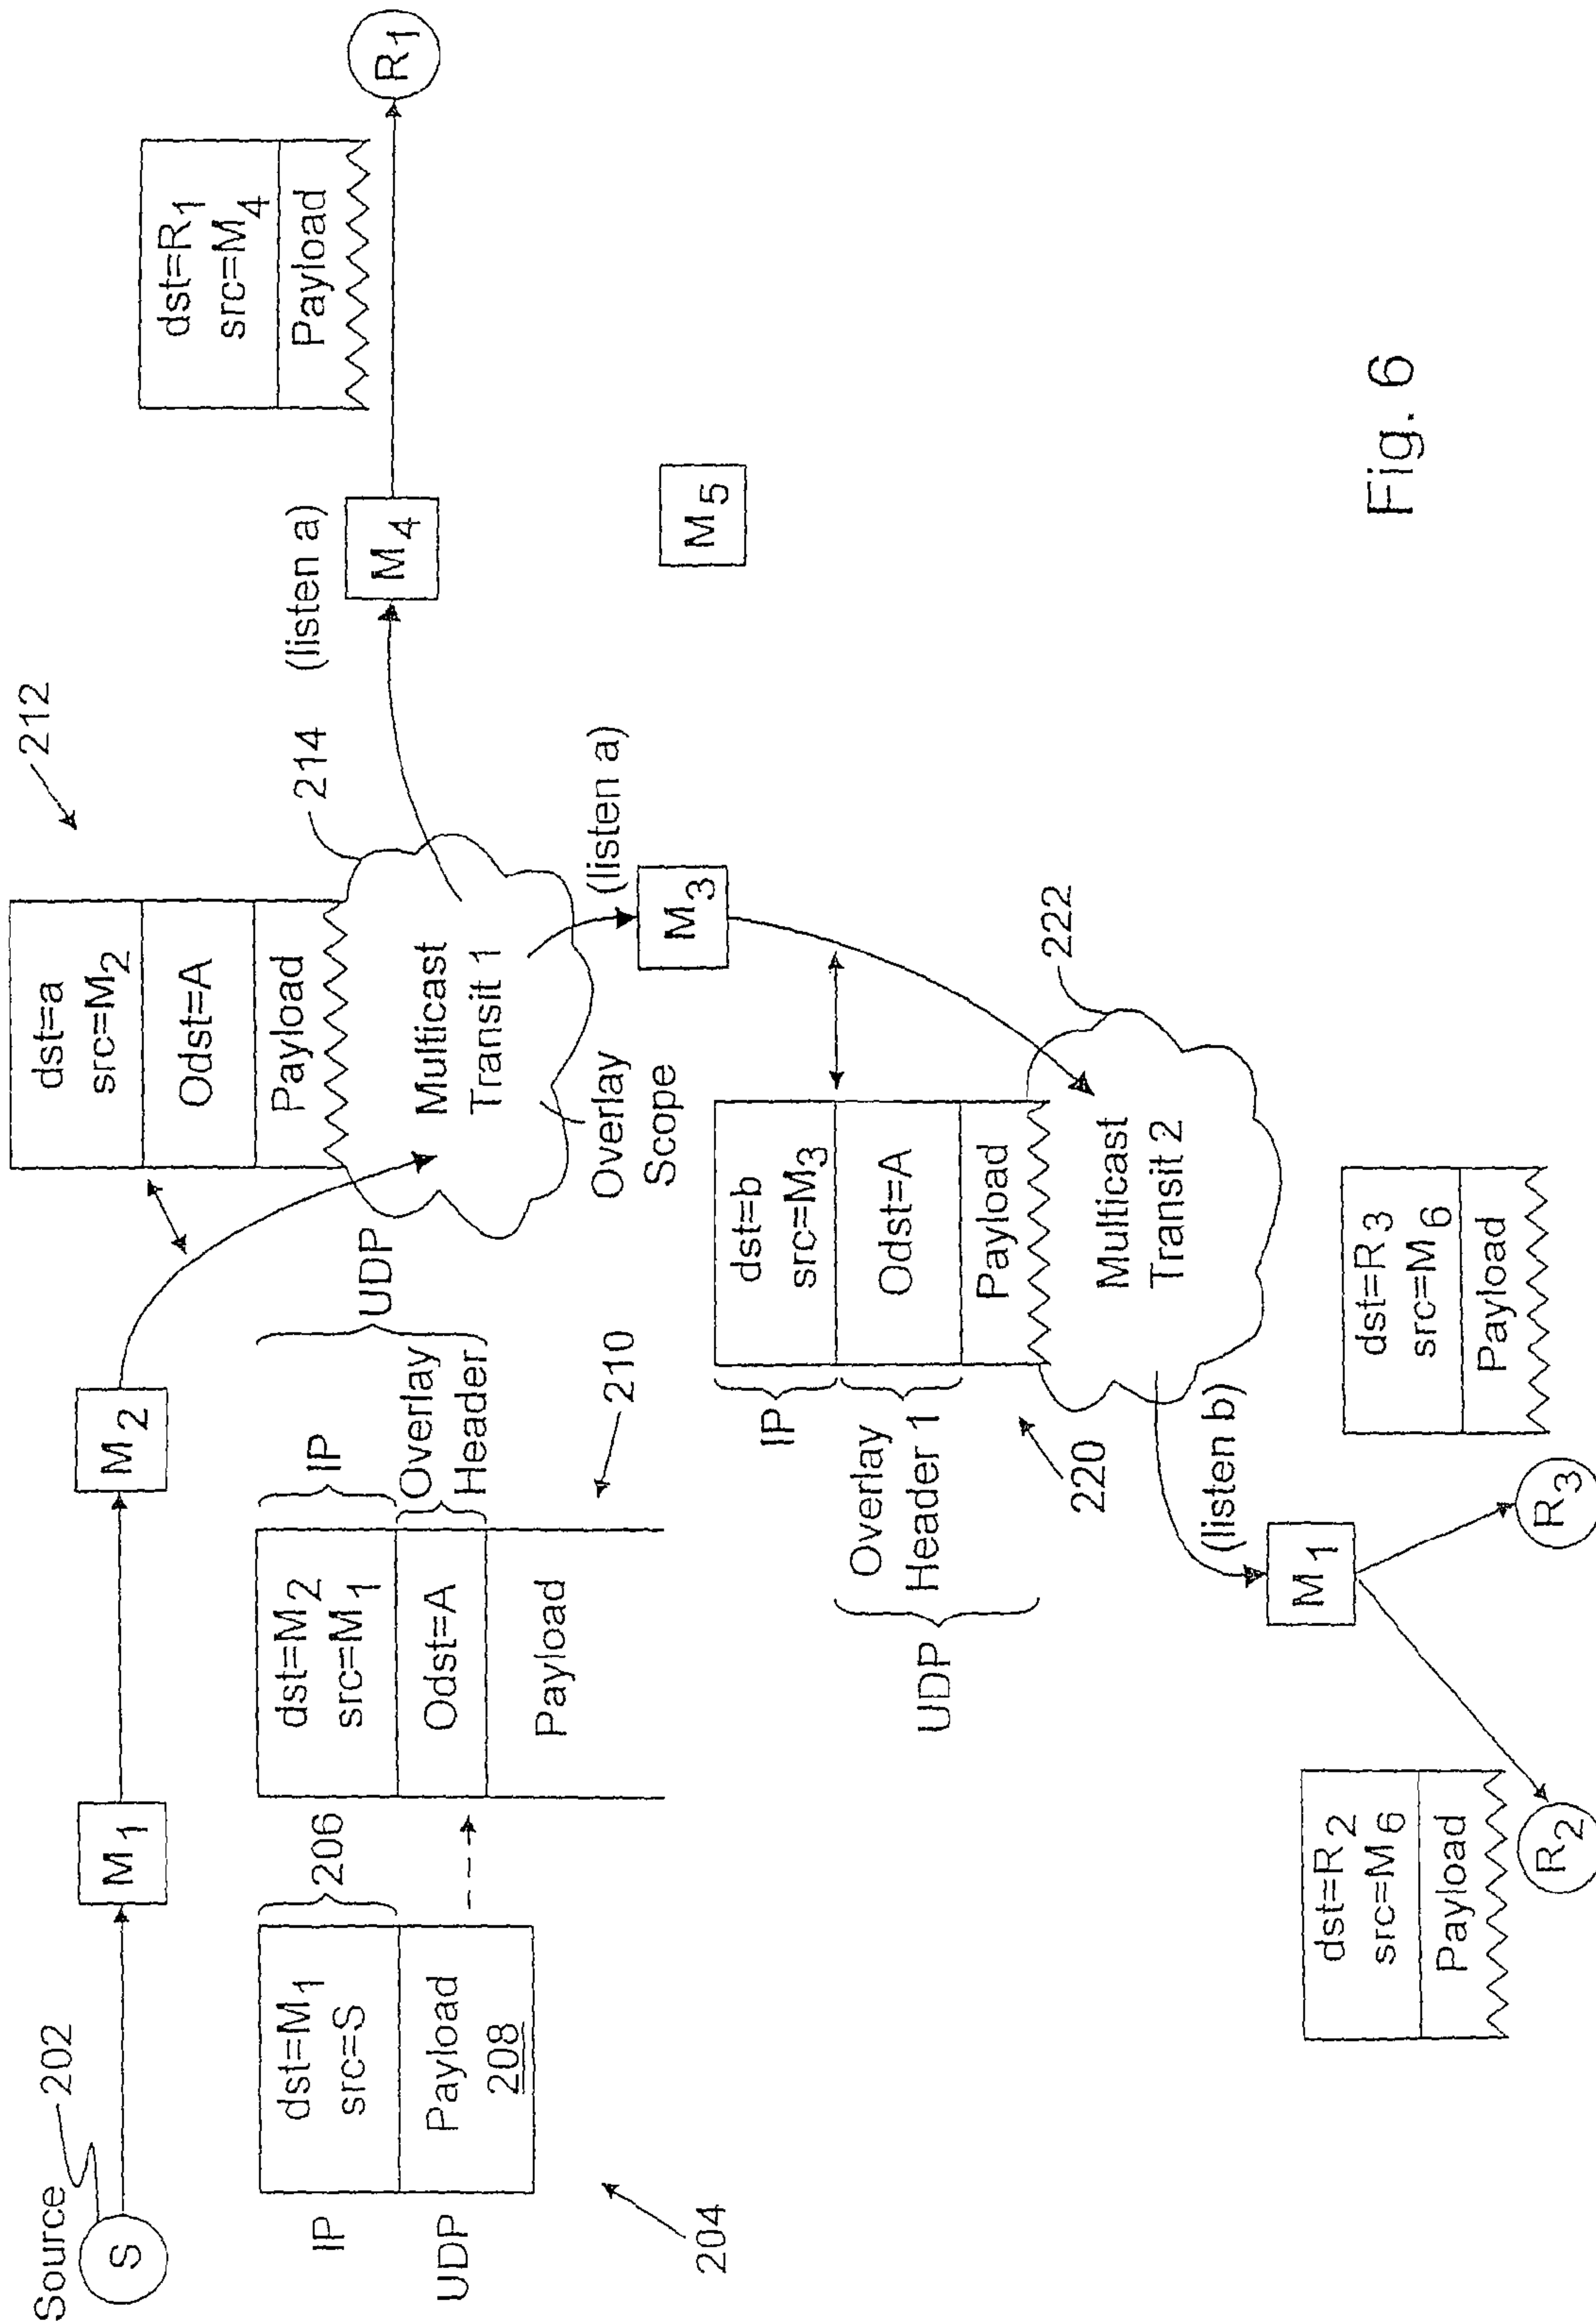 Source
202
S
M1
M2
dst=a
src=M2
Odst=A
Payload
212
214
Multicast
Transit 1
Overlay
Scope
(listen a)
M4
dst=R1
src=M4
Payload
R1
IP
UDP
dst=M1
src=S
Payload
208
206
204
dst=M2
src=M1
Odst=A
Payload
IP
Overlay
Header
UDP
210
(listen a)
M3
M5
IP
Overlay
Header 1
UDP
dst=b
src=M3
Odst=A
Payload
220
222
Multicast
Transit 2
(listen b)
M1
dst=R2
src=M6
Payload
R2
dst=R3
src=M6
Payload
R3
Fig. 6